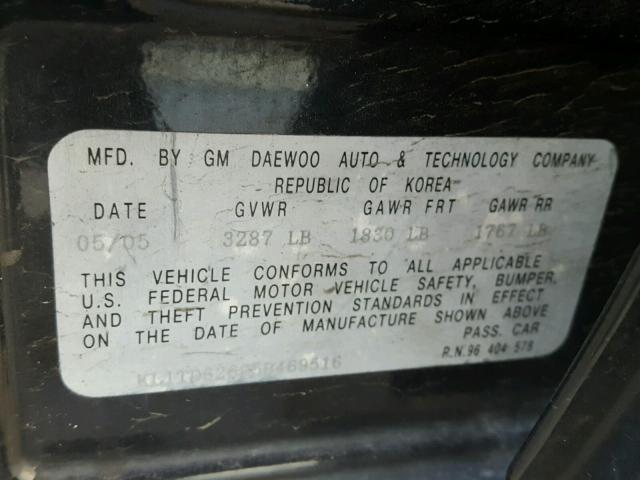 MFD. BY GM DAEWOO AUTO & TECHNOLOGY COMPANY
REPUBLIC OF KOREA
DATE GVWR GAWR FRT GAWR RR
05/05 3287 LB 1830 LB 1767 LB
THIS VEHICLE CONFORMS TO ALL APPLICABLE
U.S. FEDERAL MOTOR VEHICLE SAFETY, BUMPER,
AND THEFT PREVENTION STANDARDS IN EFFECT
ON THE DATE OF MANUFACTURE SHOWN ABOVE
PASS. CAR
R.N.96 404 578